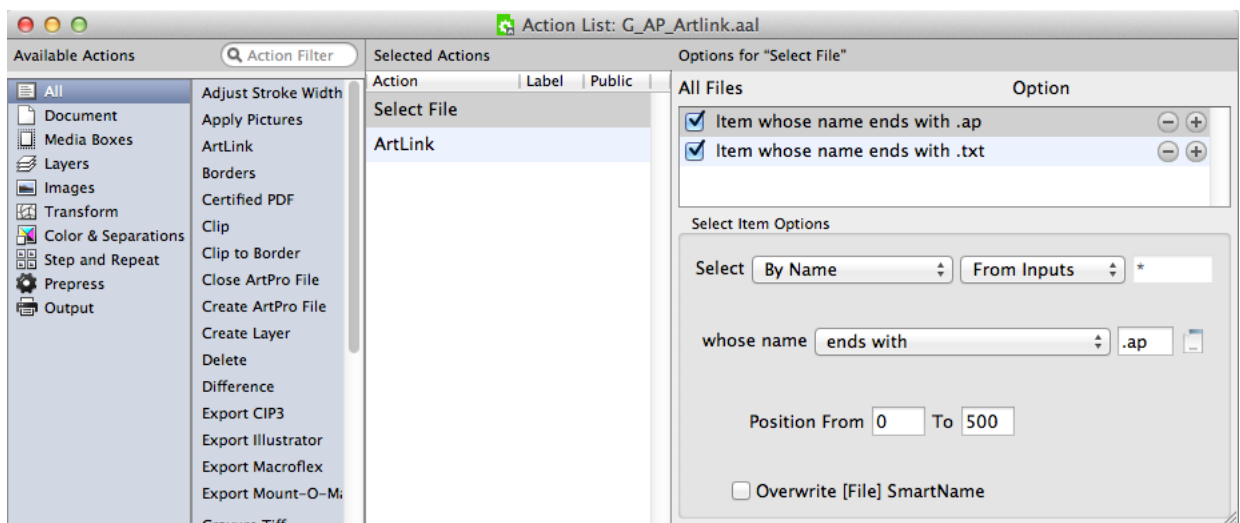 Action List: G_AP_Artlink.aal
Available Actions
Action Filter
All
Document
Media Boxes
Layers
Images
Transform
Color & Separations
Step and Repeat
Prepress
Output
Adjust Stroke Width
Apply Pictures
ArtLink
Borders
Certified PDF
Clip
Clip to Border
Close ArtPro File
Create ArtPro File
Create Layer
Delete
Difference
Export CIP3
Export Illustrator
Export Macroflex
Export Mount-O-Ma
Selected Actions
Action Label Public
Select File
ArtLink
Options for "Select File"
All Files Option
Item whose name ends with .ap
Item whose name ends with .txt
Select Item Options
Select By Name From Inputs *
whose name ends with .ap
Position From 0 To 500
Overwrite [File] SmartName